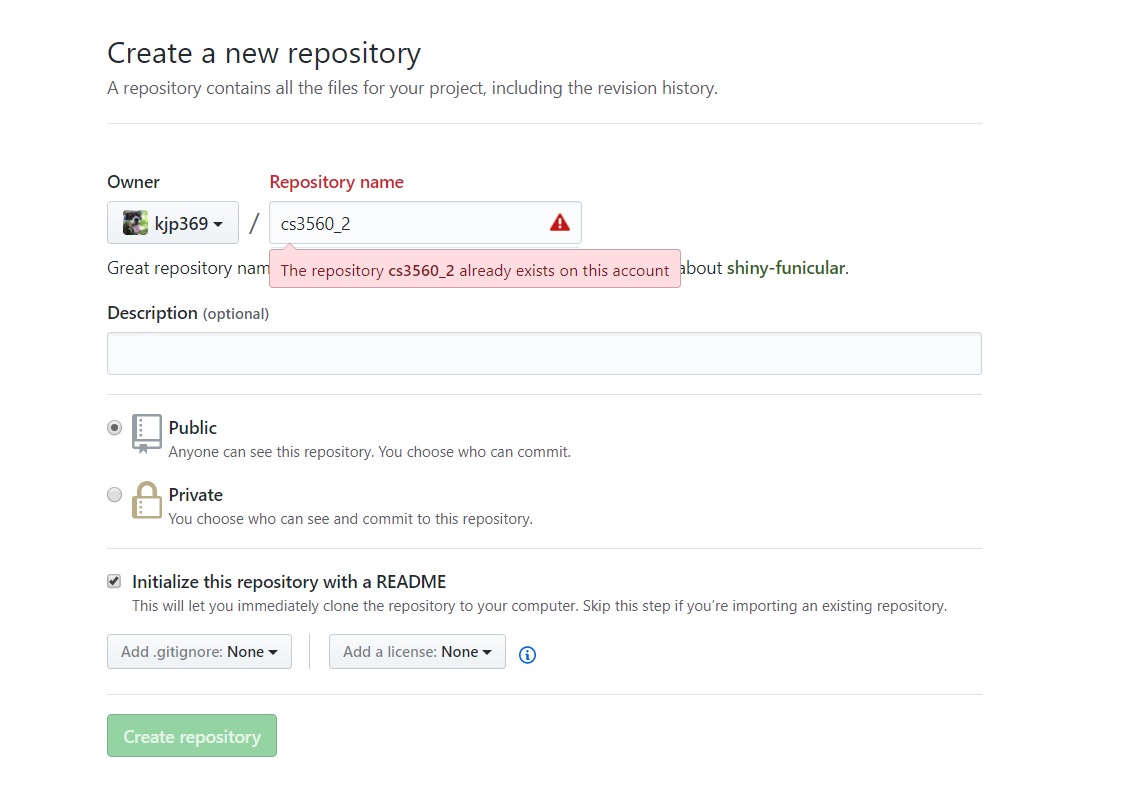 Create a new repository
A repository contains all the files for your project, including the revision history.
Owner
Repository name
kjp369
/
cs3560_2
Great repository nam
The repository cs3560_2 already exists on this account
about shiny-funicular.
Description (optional)
Public
Anyone can see this repository. You choose who can commit.
Private
You choose who can see and commit to this repository.
Initialize this repository with a README
This will let you immediately clone the repository to your computer. Skip this step if you’re importing an existing repository.
Add .gitignore: None
Add a license: None
Create repository